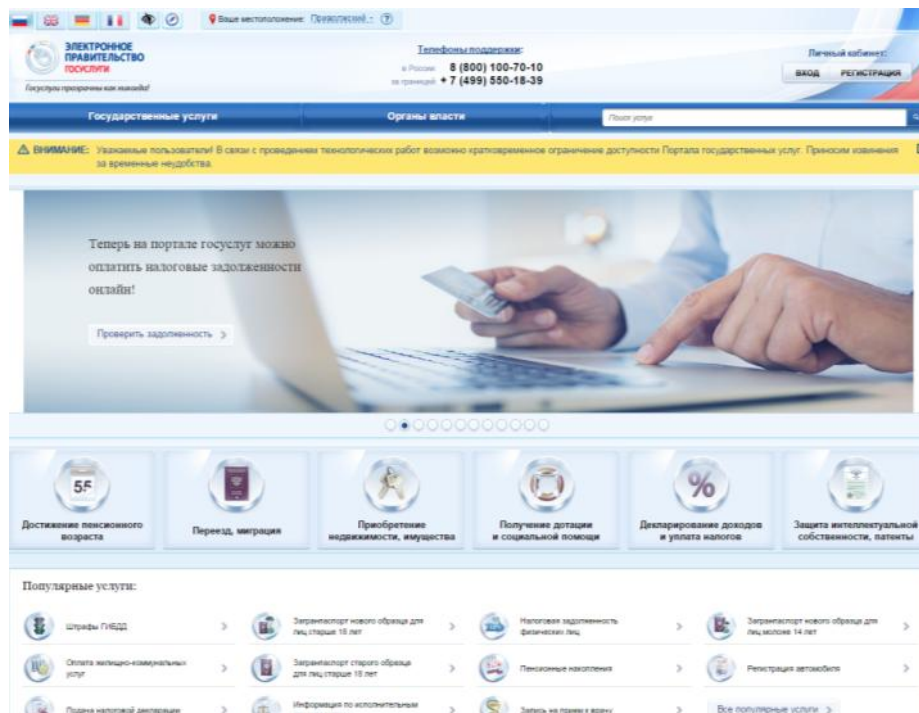 Ваше местоположение: Приволжский
ЭЛЕКТРОННОЕ
ПРАВИТЕЛЬСТВО
ГОСУСЛУГИ
Госуслуги прозрачны как никогда!
Телефоны поддержки:
в России: 8 (800) 100-70-10
за границей: + 7 (499) 550-18-39
Личный кабинет:
ВХОД РЕГИСТРАЦИЯ
Государственные услуги
Органы власти
Поиск услуг
ВНИМАНИЕ: Уважаемые пользователи! В связи с проведением технологических работ возможно кратковременное ограничение доступности Портала государственных услуг. Приносим извинения
за временные неудобства.
Теперь на портале госуслуг можно
оплатить налоговые задолженности
онлайн!
Проверить задолженность
55
Достижение пенсионного
возраста
Переезд, миграция
Приобретение
недвижимости, имущества
Получение дотации
и социальной помощи
%
Декларирование доходов
и уплата налогов
Защита интеллектуальной
собственности, патенты
Популярные услуги:
Штрафы ГИБДД
Загранпаспорт нового образца для
лиц старше 18 лет
Налоговая задолженность
физических лиц
Загранпаспорт нового образца для
лиц моложе 14 лет
Оплата жилищно-коммунальных
услуг
Загранпаспорт старого образца
для лиц старше 18 лет
Пенсионные накопления
Регистрация автомобиля
Подача налоговой декларации
Информация по исполнительным
Запись на прием к врачу
Все популярные услуги